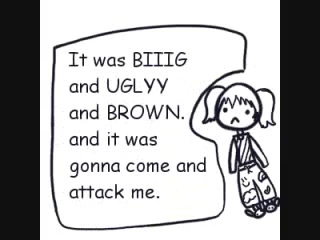 It was BIIIG
and UGLYY
and BROWN.
and it was
gonna come and
attack me.